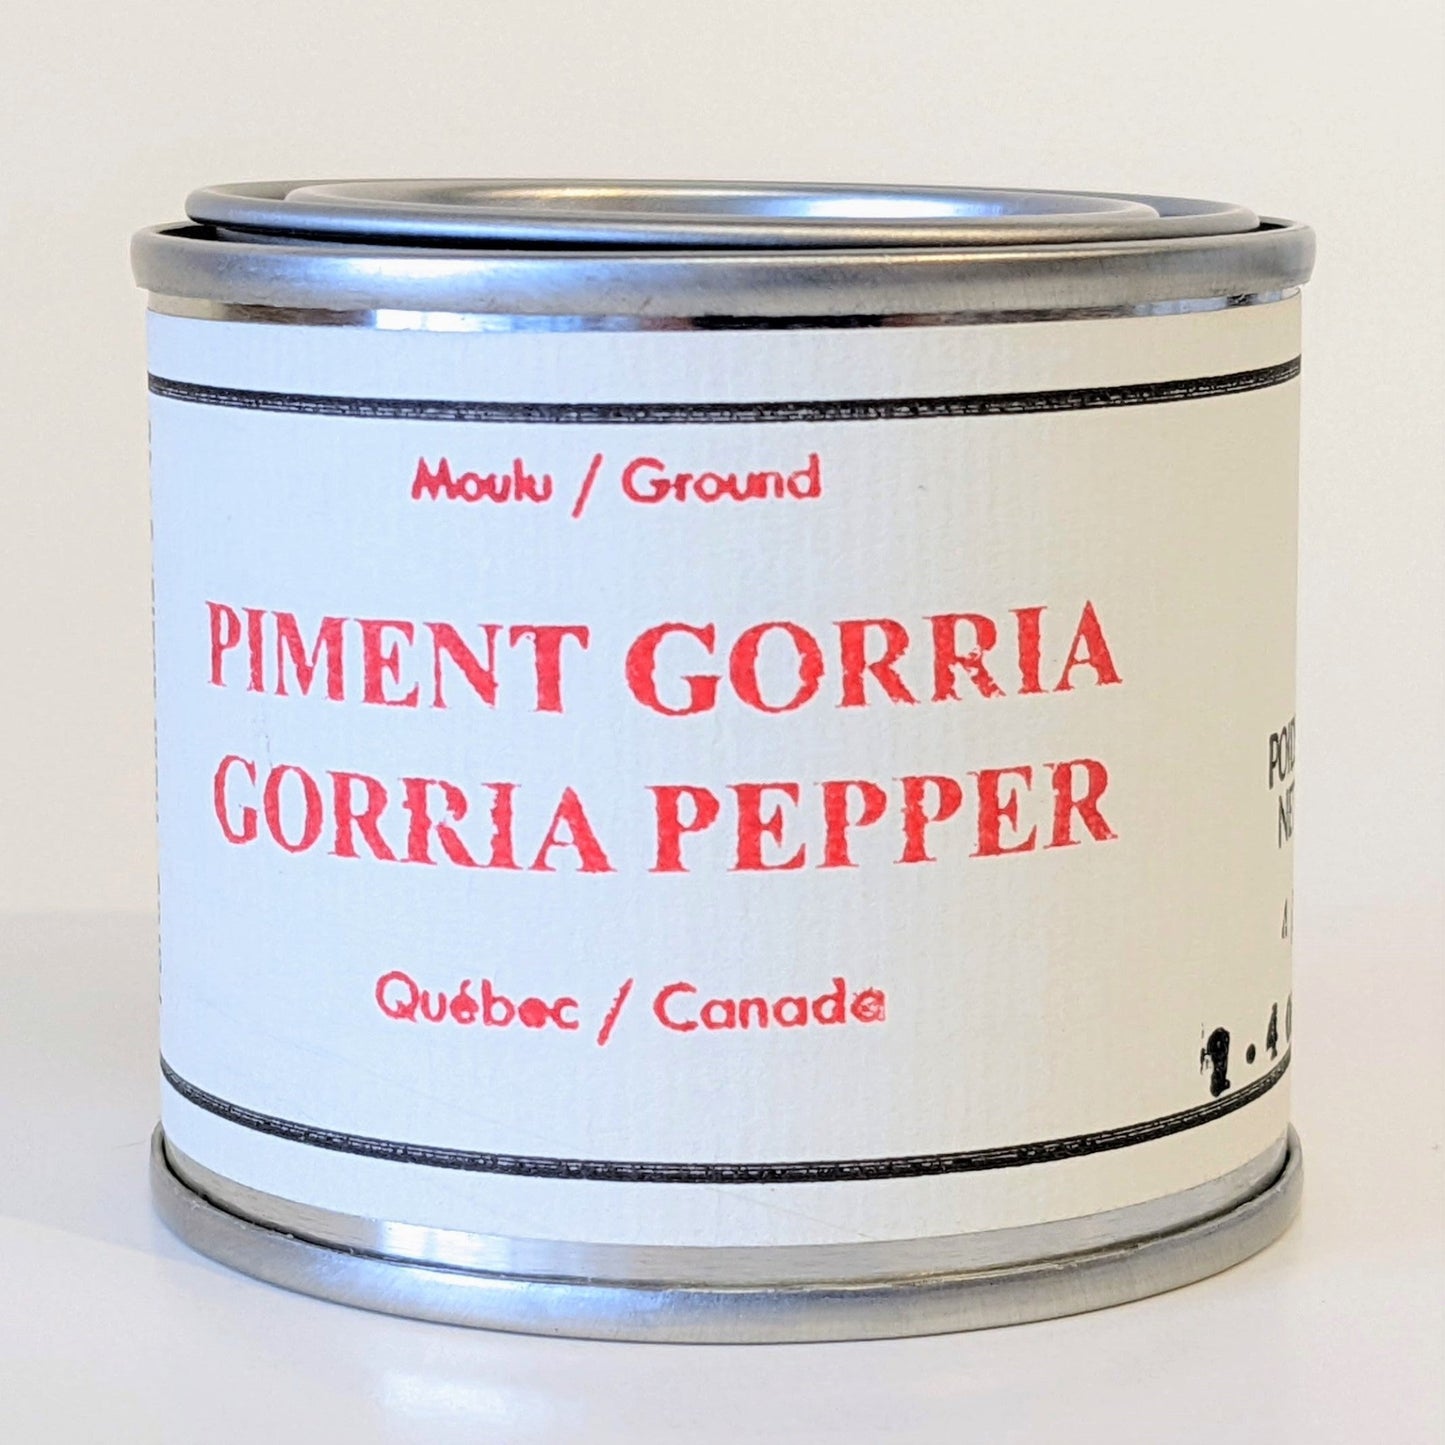 Moulu / Ground
PIMENT GORRIA
GORRIA PEPPER
Québec / Canada